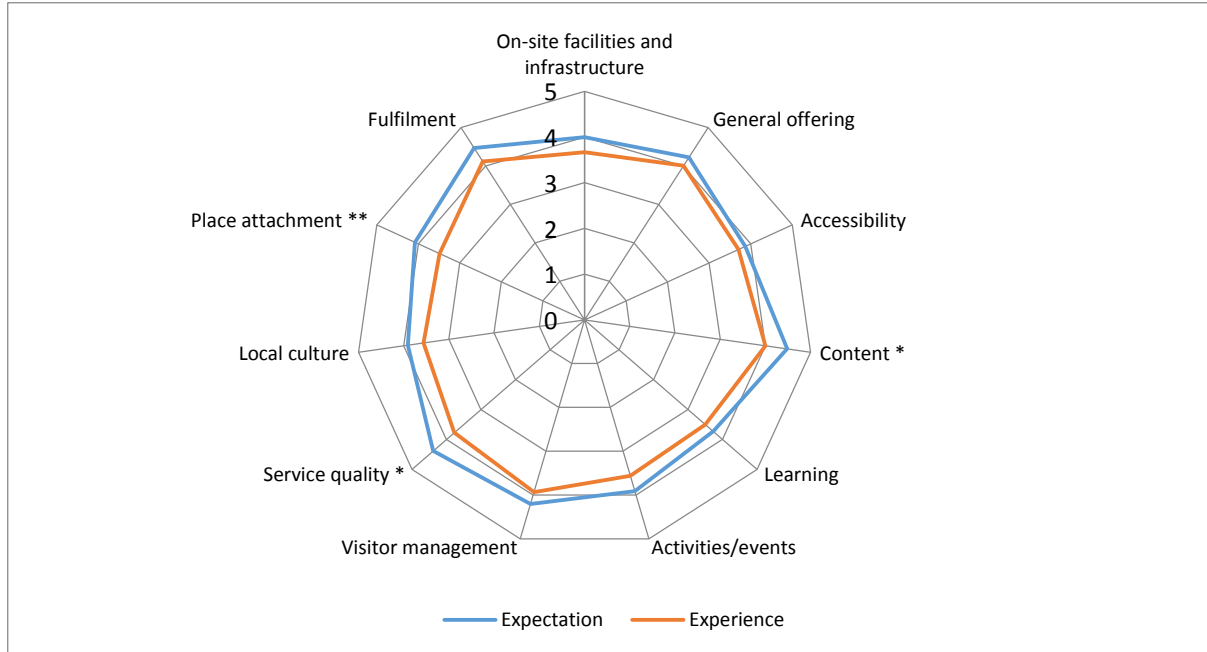 On-site facilities and
infrastructure
5
4
3
2
1
0
General offering
Accessibility
Content *
Learning
Activities/events
Visitor management
Service quality *
Local culture
Place attachment **
Fulfilment
Expectation
Experience